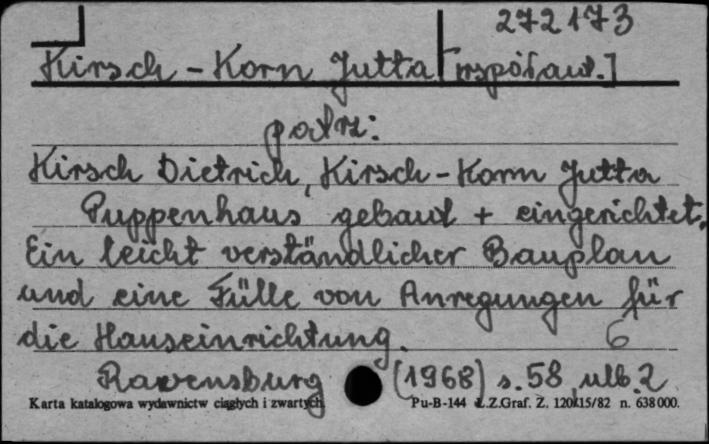 272173
Kirsch-Korn Jutta [współaut.]
patrz:
Kirsch Dietrich, Kirsch-Korn Jutta
Puppenhaus gebaut + eingerichtet.
Ein leicht verständlicher Bauplan
und eine Fülle von Anregungen für
die Hauseinrichtung. 6
Ravensburg (1968) s. 58, ulb. 2
Karta katalogowa wydawnictw ciągłych i zwartych Pu-B-144 Ł.Z.Graf. Z. 120115/82 n. 638000.